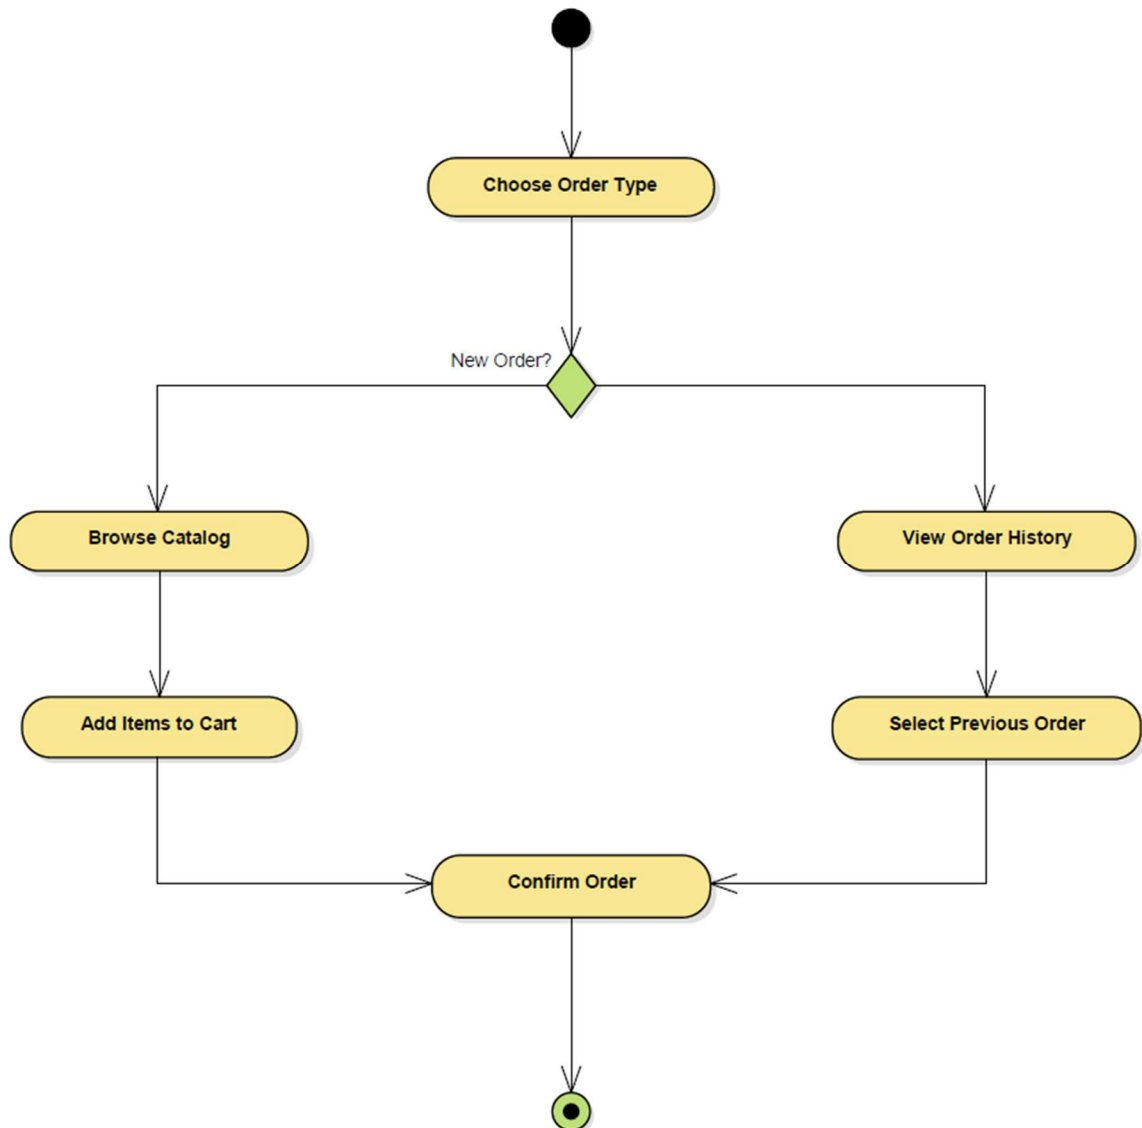 Choose Order Type
New Order?
Browse Catalog
View Order History
Add Items to Cart
Select Previous Order
Confirm Order